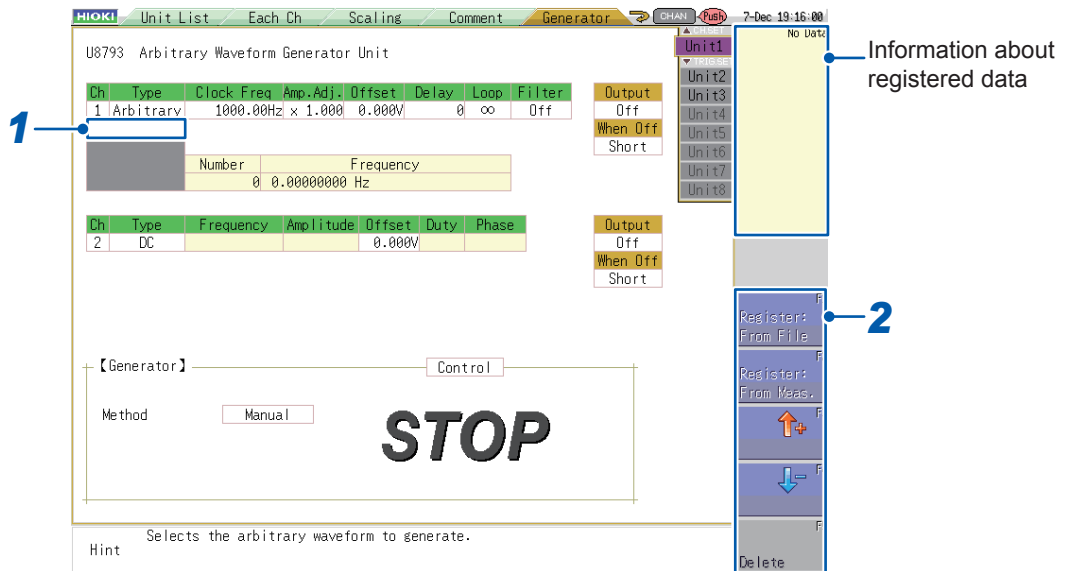 HIOKI Unit List Each Ch Scaling Comment Generator CHAN Push 7-Dec 19:16:00
U8793 Arbitrary Waveform Generator Unit
Ch Type Clock Freq Amp.Adj. Offset Delay Loop Filter
1 Arbitrary 1000.00Hz x 1.000 0.000V 0 ∞ Off
Number Frequency
0 0.00000000 Hz
Output
Off
When Off
Short
Ch Type Frequency Amplitude Offset Duty Phase
2 DC 0.000V
Output
Off
When Off
Short
【Generator】 Control
Method Manual
STOP
Hint Selects the arbitrary waveform to generate.
▲ CH.SET
Unit1
▼ TRIG.SET
Unit2
Unit3
Unit4
Unit5
Unit6
Unit7
Unit8
No Data
Register:
From File
Register:
From Meas.
+
-
Delete
1
2
Information about
registered data